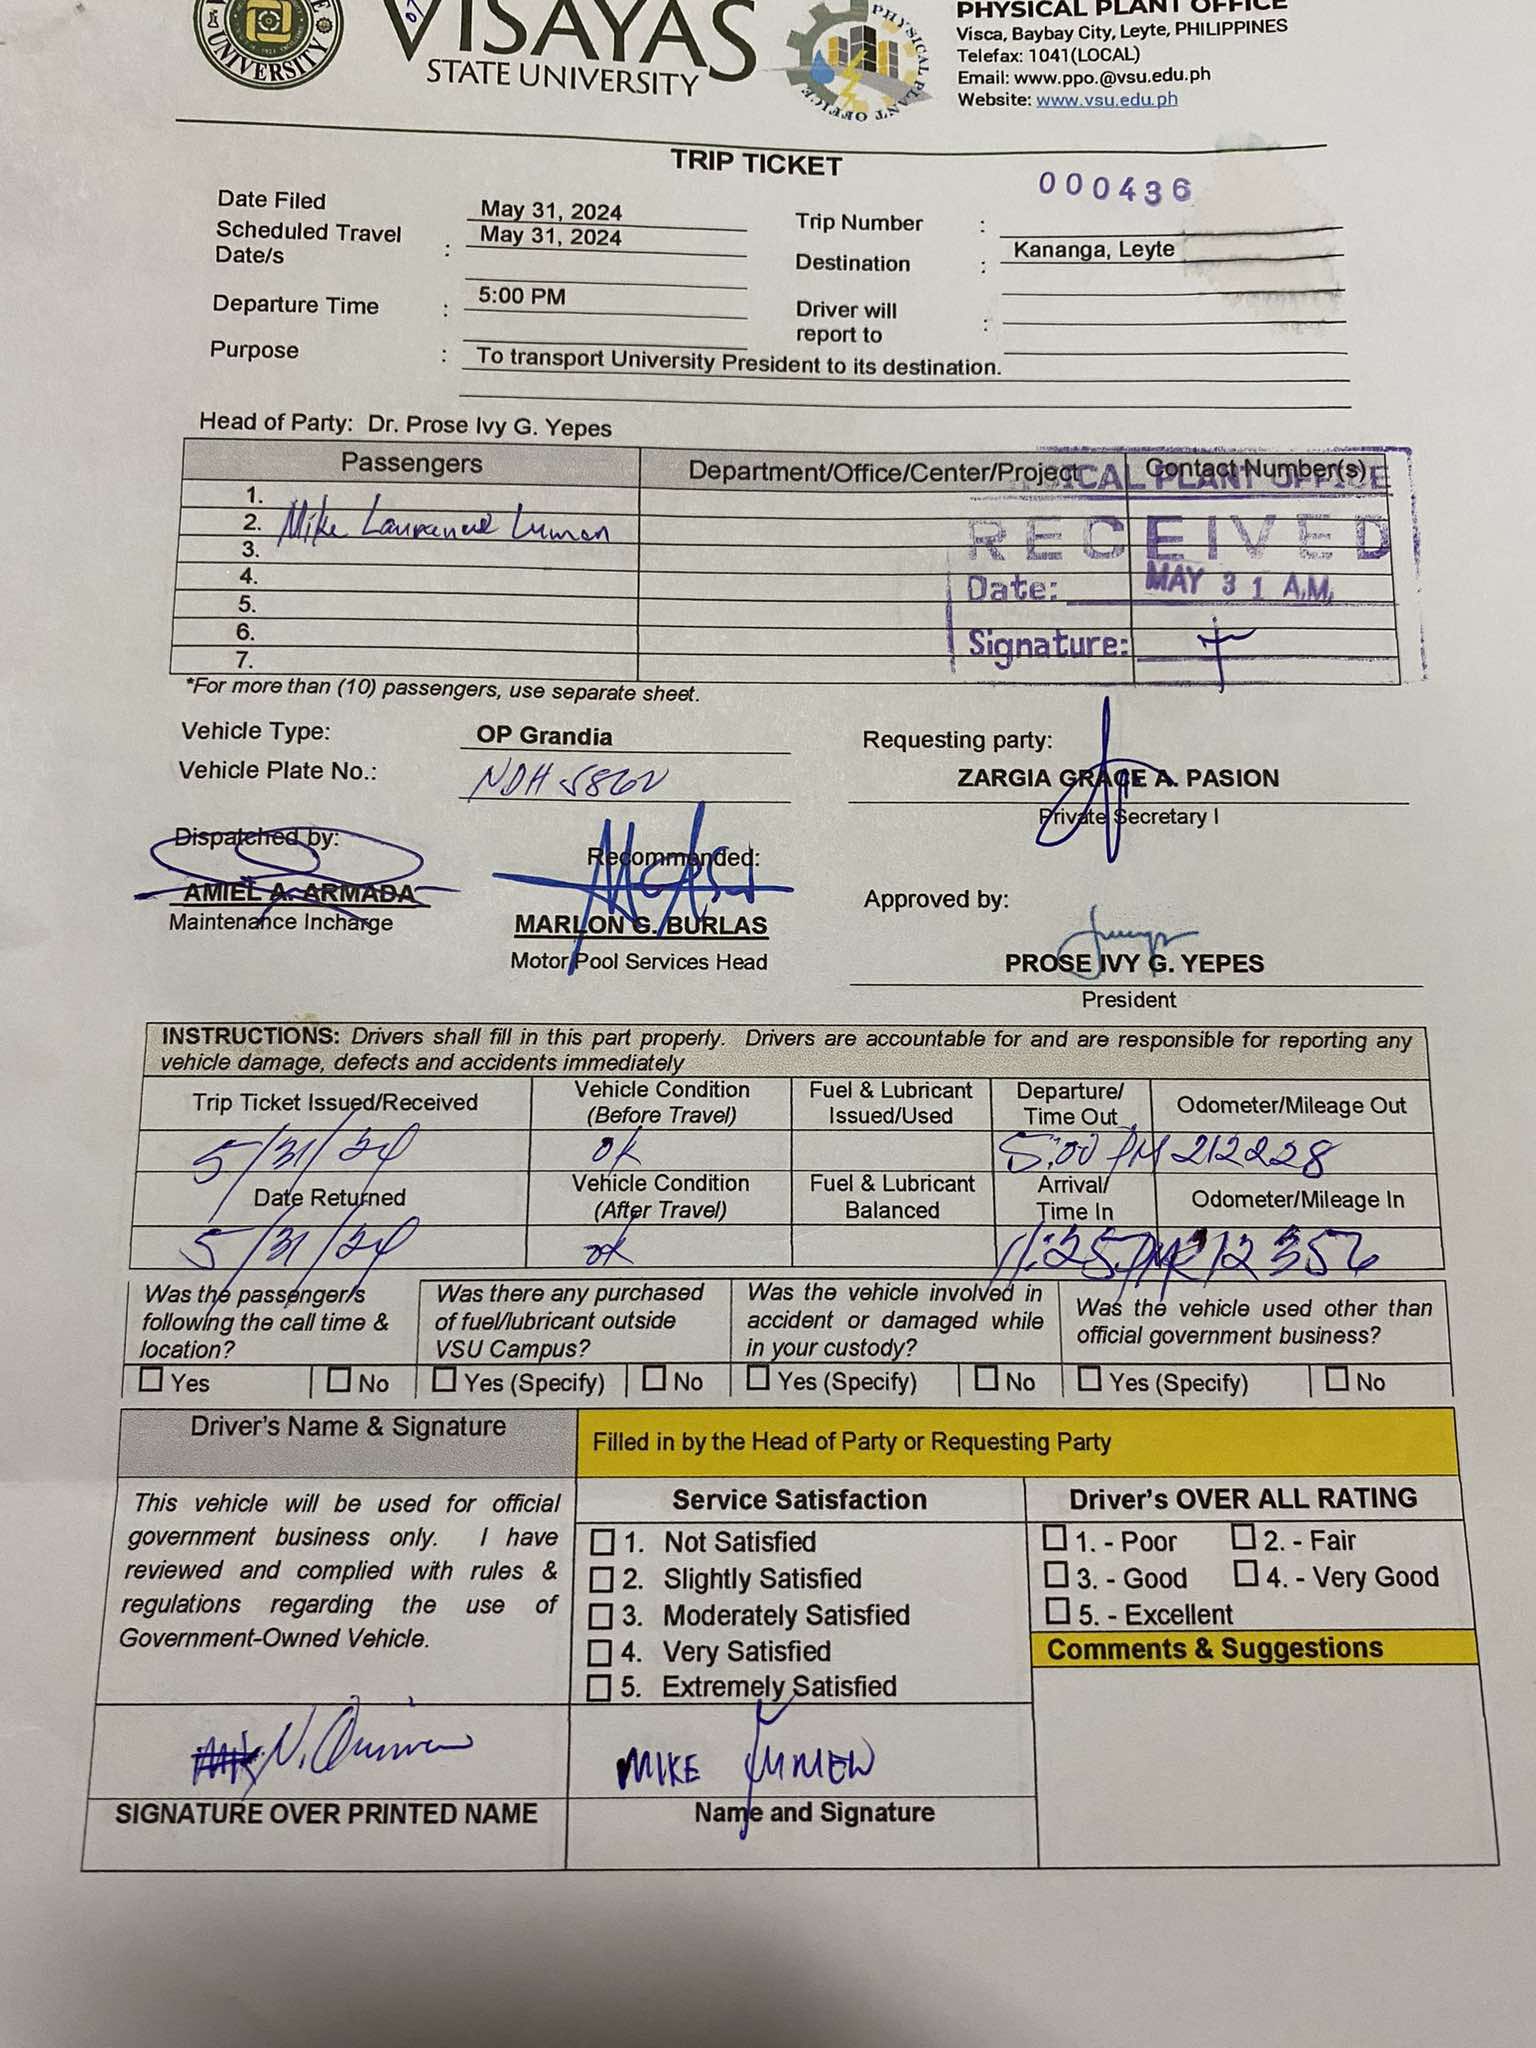 VISAYAS
STATE UNIVERSITY
UNIVERSITY
PHYSICAL PLANT OFFICE
PHYSICAL PLANT OFFICE
Visca, Baybay City, Leyte, PHILIPPINES
Telefax: 1041(LOCAL)
Email: www.ppo.@vsu.edu.ph
Website: www.vsu.edu.ph
TRIP TICKET
000436
Date Filed May 31, 2024 Trip Number :
Scheduled Travel Date/s : May 31, 2024 Destination : Kananga, Leyte
Departure Time : 5:00 PM Driver will report to :
Purpose : To transport University President to its destination.
Head of Party: Dr. Prose Ivy G. Yepes
Passengers Department/Office/Center/Project Contact Number(s)
1.
2. Mike Laurence Lumen
3.
4.
5.
6.
7.
PHYSICAL PLANT OFFICE
RECEIVED
Date: MAY 31 A.M.
Signature:
*For more than (10) passengers, use separate sheet.
Vehicle Type: OP Grandia Requesting party:
Vehicle Plate No.: NDH 5862 ZARGIA GRACE A. PASION
Private Secretary I
Dispatched by: Recommended: Approved by:
AMIEL A. ARMADA MARLON G. BURLAS PROSE IVY G. YEPES
Maintenance Incharge Motor Pool Services Head President
INSTRUCTIONS: Drivers shall fill in this part properly. Drivers are accountable for and are responsible for reporting any
vehicle damage, defects and accidents immediately
Trip Ticket Issued/Received Vehicle Condition (Before Travel) Fuel & Lubricant Issued/Used Departure/ Time Out Odometer/Mileage Out
5/31/24 ok 5:00 PM 212228
Date Returned Vehicle Condition (After Travel) Fuel & Lubricant Balanced Arrival/ Time In Odometer/Mileage In
5/31/24 ok 11:25 PM 212356
Was the passenger/s following the call time & location? Was there any purchased of fuel/lubricant outside VSU Campus? Was the vehicle involved in accident or damaged while in your custody? Was the vehicle used other than official government business?
Yes No Yes (Specify) No Yes (Specify) No Yes (Specify) No
Driver's Name & Signature
Filled in by the Head of Party or Requesting Party
This vehicle will be used for official
government business only. I have
reviewed and complied with rules &
regulations regarding the use of
Government-Owned Vehicle.
Service Satisfaction
1. Not Satisfied
2. Slightly Satisfied
3. Moderately Satisfied
4. Very Satisfied
5. Extremely Satisfied
Driver's OVER ALL RATING
1. - Poor 2. - Fair
3. - Good 4. - Very Good
5. - Excellent
Comments & Suggestions
MIKE LUMEN
SIGNATURE OVER PRINTED NAME Name and Signature